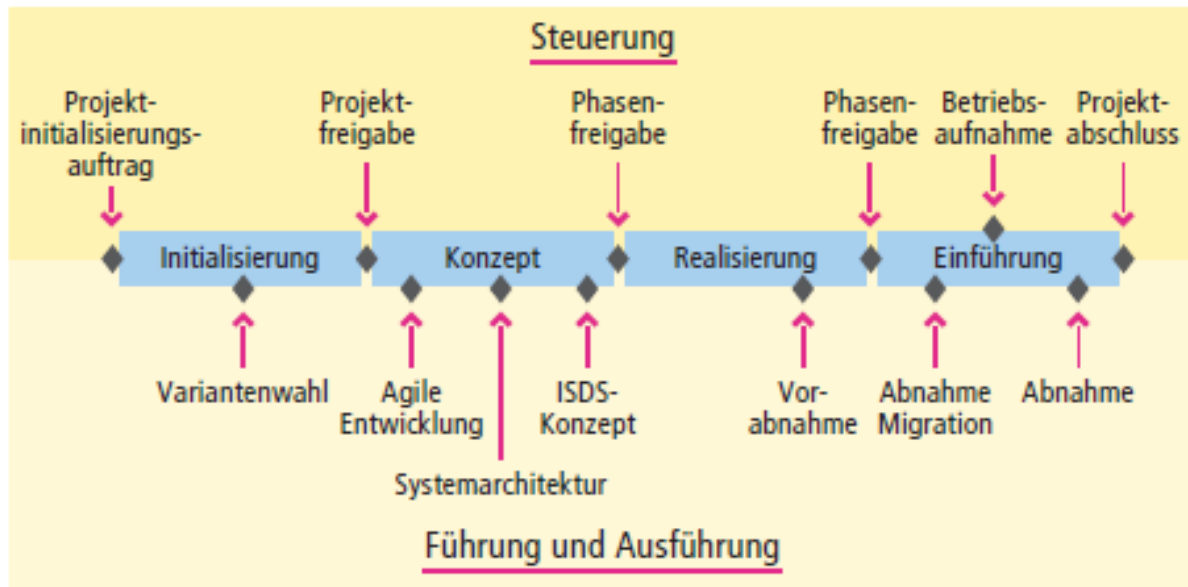 Steuerung
Projekt-
initialisierungs-
auftrag
Projekt-
freigabe
Phasen-
freigabe
Phasen-
freigabe
Betriebs-
aufnahme
Projekt-
abschluss
Initialisierung
Konzept
Realisierung
Einführung
Variantenwahl
Agile
Entwicklung
Systemarchitektur
ISDS-
Konzept
Vor-
abnahme
Abnahme
Migration
Abnahme
Führung und Ausführung